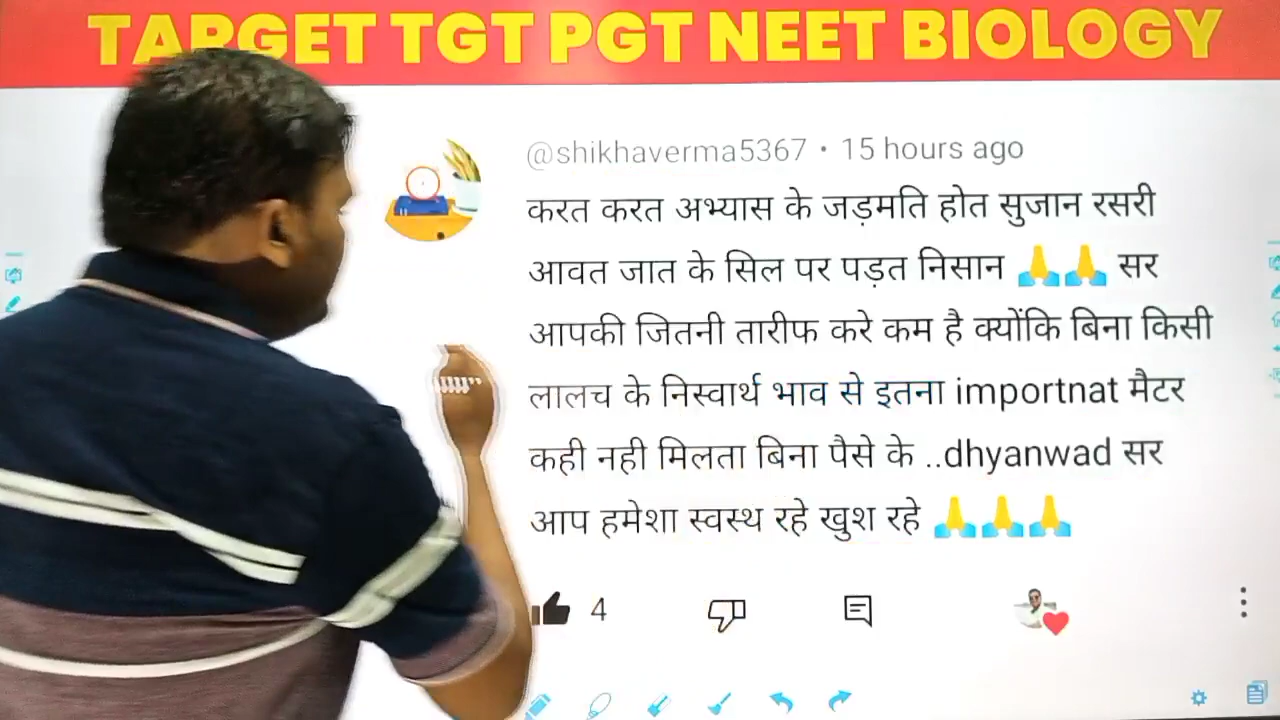 TARGET TGT PGT NEET BIOLOGY
@shikhaverma5367 • 15 hours ago
करत करत अभ्यास के जड़मति होत सुजान रसरी
आवत जात के सिल पर पड़त निसान 🙏🙏 सर
आपकी जितनी तारीफ करे कम है क्योंकि बिना किसी
लालच के निस्वार्थ भाव से इतना importnat मैटर
कही नही मिलता बिना पैसे के ..dhyanwad सर
आप हमेशा स्वस्थ रहे खुश रहे 🙏🙏🙏
4